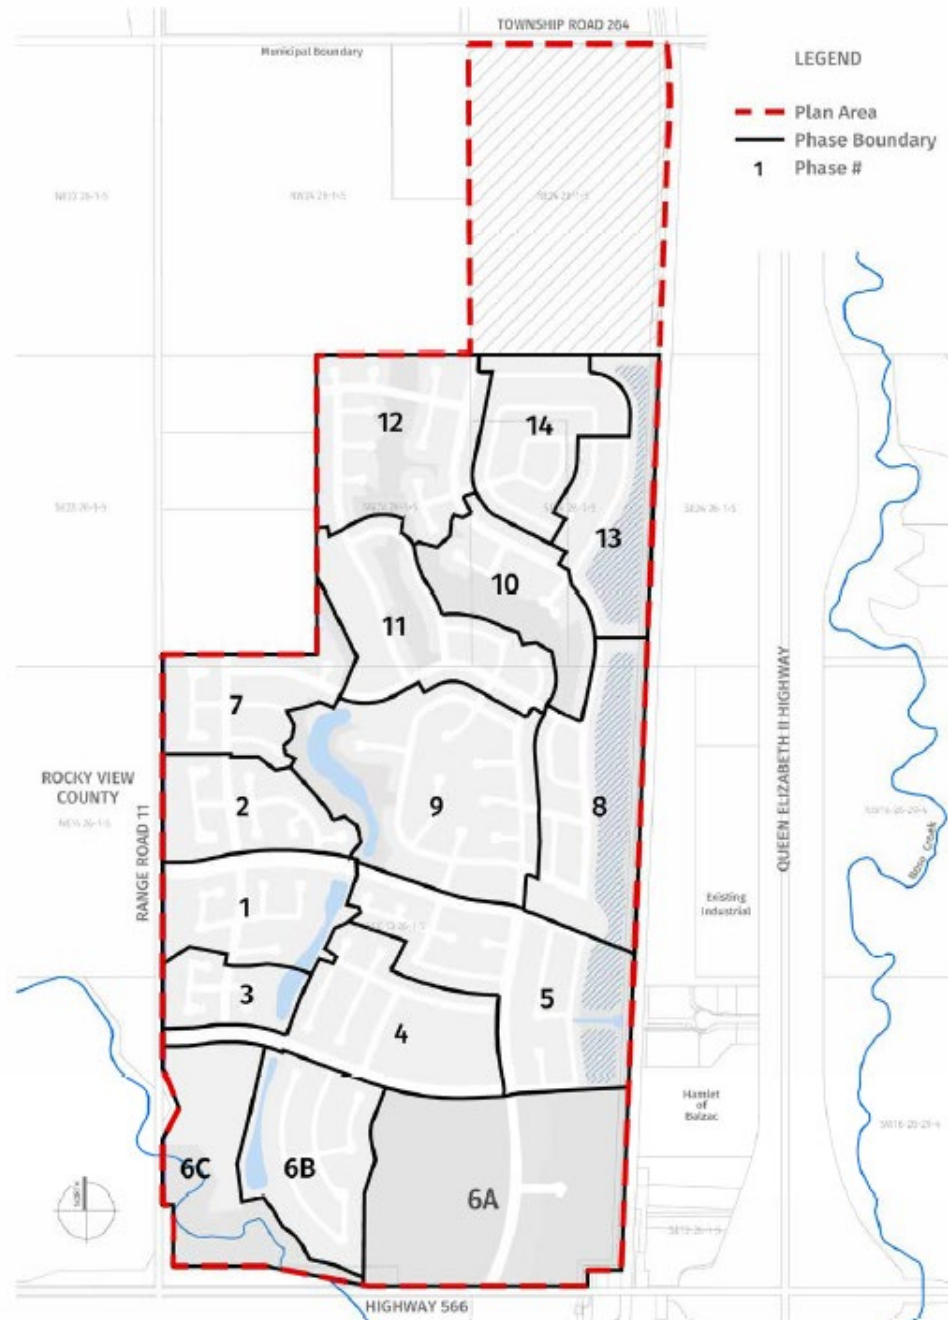 TOWNSHIP ROAD 264
Municipal Boundary
LEGEND
Plan Area
Phase Boundary
1 Phase #
12
14
13
10
11
7
ROCKY VIEW
COUNTY
2
9
8
QUEEN ELIZABETH II HIGHWAY
RANGE ROAD 11
Nose Creek
1
Existing
Industrial
3
5
4
Hamlet
of
Balzac
6C
6B
6A
HIGHWAY 566